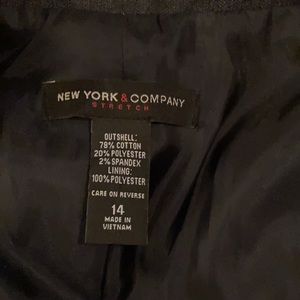 NEW YORK & COMPANY
STRETCH
OUTSHELL:
78% COTTON
20% POLYESTER
2% SPANDEX
LINING:
100% POLYESTER
CARE ON REVERSE
14
MADE IN
VIETNAM